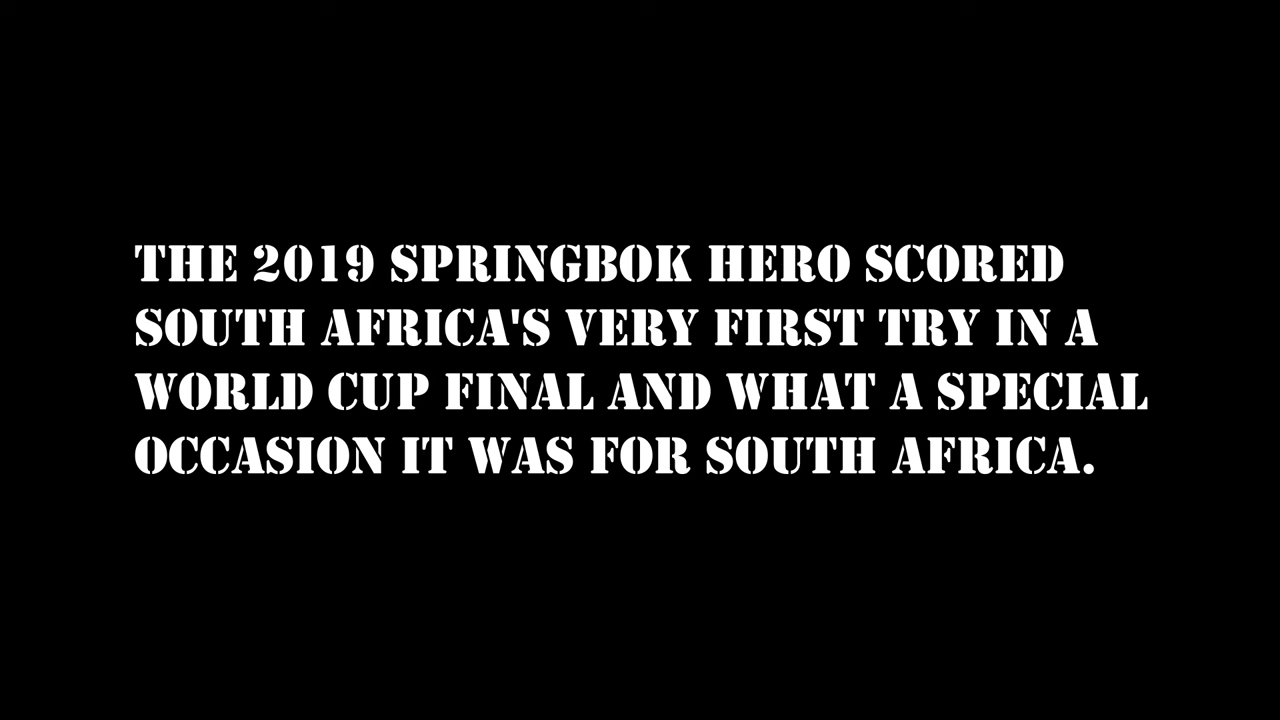 THE 2019 SPRINGBOK HERO SCORED
SOUTH AFRICA'S VERY FIRST TRY IN A
WORLD CUP FINAL AND WHAT A SPECIAL
OCCASION IT WAS FOR SOUTH AFRICA.